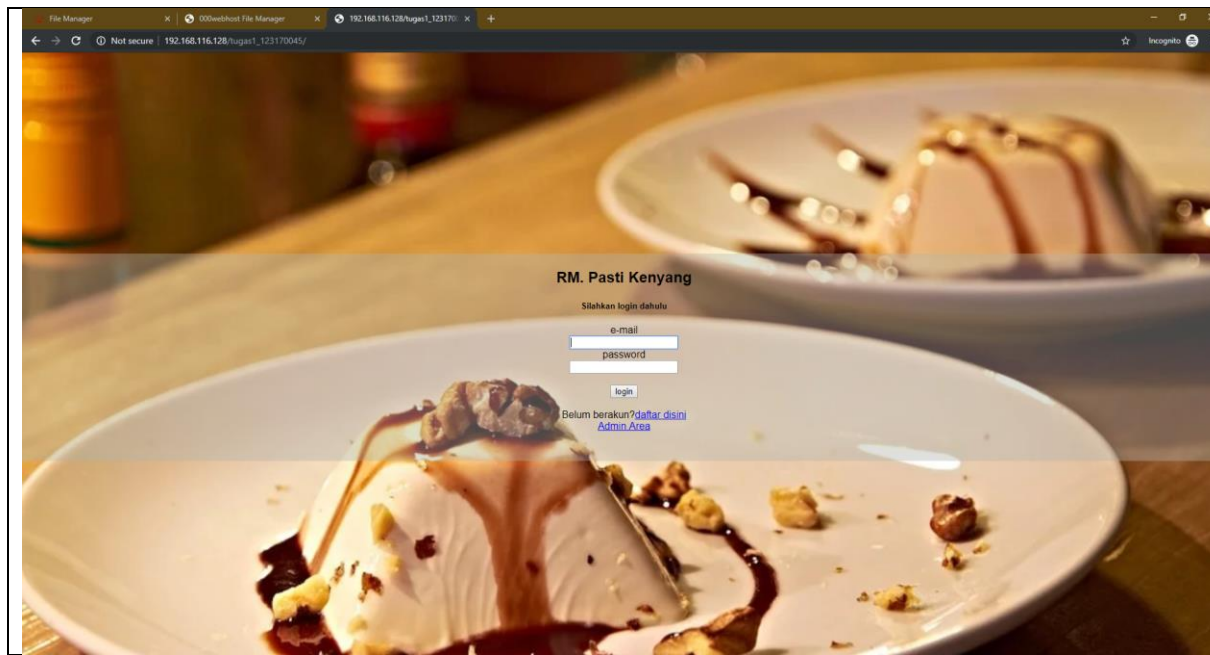 File Manager
000webhost File Manager
192.168.116.128/tugas1_123170
Not secure
192.168.116.128/tugas1_123170045/
Incognito
RM. Pasti Kenyang
Silahkan login dahulu
e-mail
password
login
Belum berakun?daftar disini
Admin Area